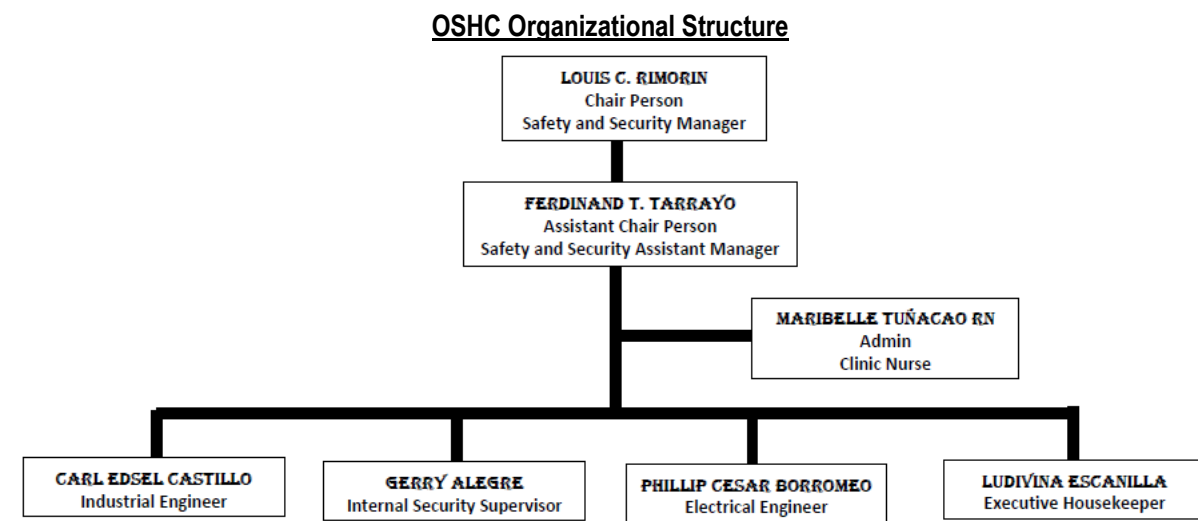 OSHC Organizational Structure
LOUIS C. RIMORIN
Chair Person
Safety and Security Manager
FERDINAND T. TARRAYO
Assistant Chair Person
Safety and Security Assistant Manager
MARIBELLE TUÑACAO RN
Admin
Clinic Nurse
CARL EDSEL CASTILLO
Industrial Engineer
GERRY ALEGRE
Internal Security Supervisor
PHILLIP CESAR BORROMEO
Electrical Engineer
LUDIVINA ESCANILLA
Executive Housekeeper